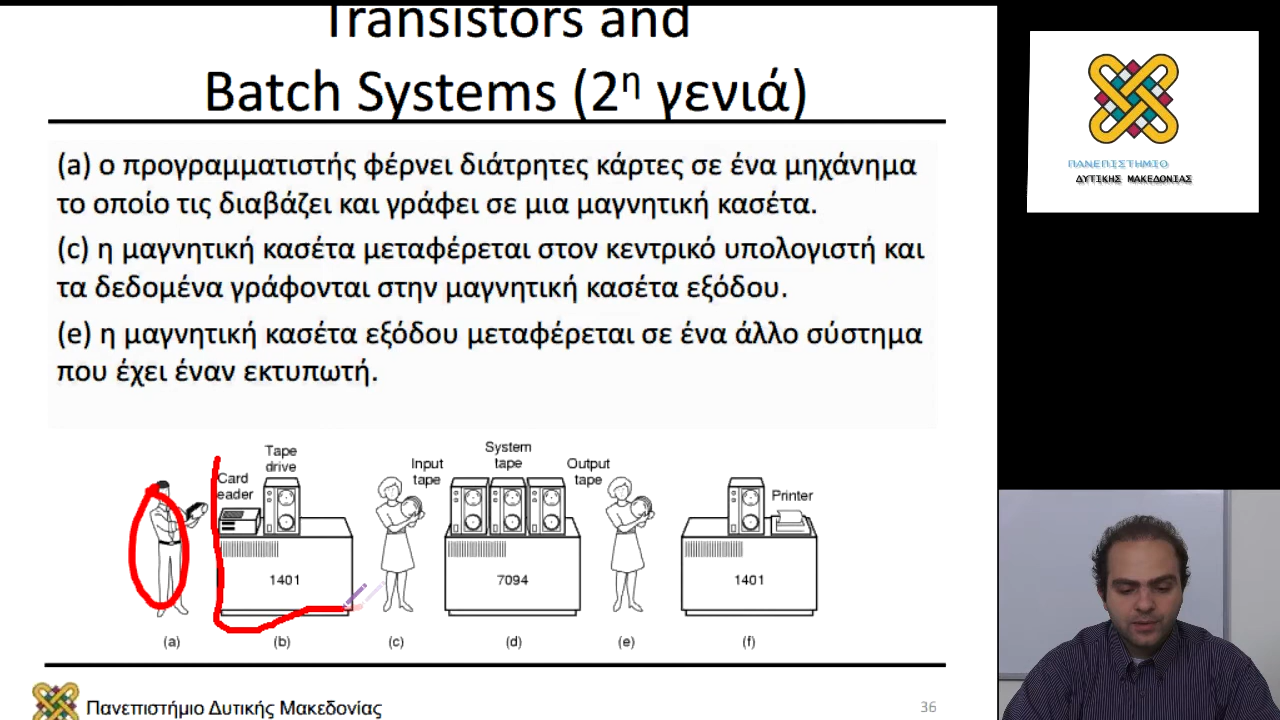 Transistors and
Batch Systems (2η γενιά)
(a) ο προγραμματιστής φέρνει διάτρητες κάρτες σε ένα μηχάνημα
το οποίο τις διαβάζει και γράφει σε μια μαγνητική κασέτα.
(c) η μαγνητική κασέτα μεταφέρεται στον κεντρικό υπολογιστή και
τα δεδομένα γράφονται στην μαγνητική κασέτα εξόδου.
(e) η μαγνητική κασέτα εξόδου μεταφέρεται σε ένα άλλο σύστημα
που έχει έναν εκτυπωτή.
Card
eader
Tape
drive
Input
tape
System
tape
Output
tape
Printer
1401
7094
1401
(a)
(b)
(c)
(d)
(e)
(f)
Πανεπιστήμιο Δυτικής Μακεδονίας
36
ΠΑΝΕΠΙΣΤΗΜΙΟ
ΔΥΤΙΚΗΣ ΜΑΚΕΔΟΝΙΑΣ